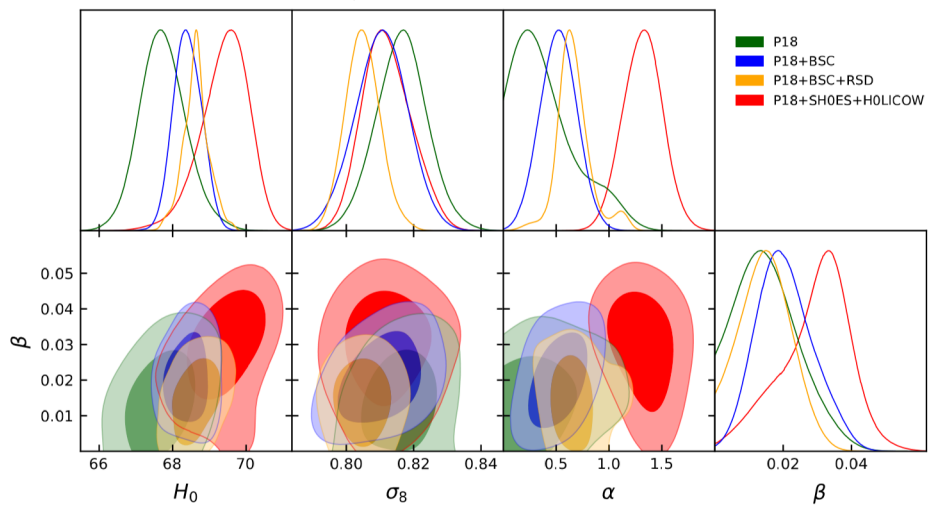 P18
P18+BSC
P18+BSC+RSD
P18+SH0ES+H0LICOW
0.05
0.04
0.03
0.02
0.01
β
66 68 70
0.80 0.82 0.84
0.5 1.0 1.5
0.02 0.04
H₀ σ₈ α β